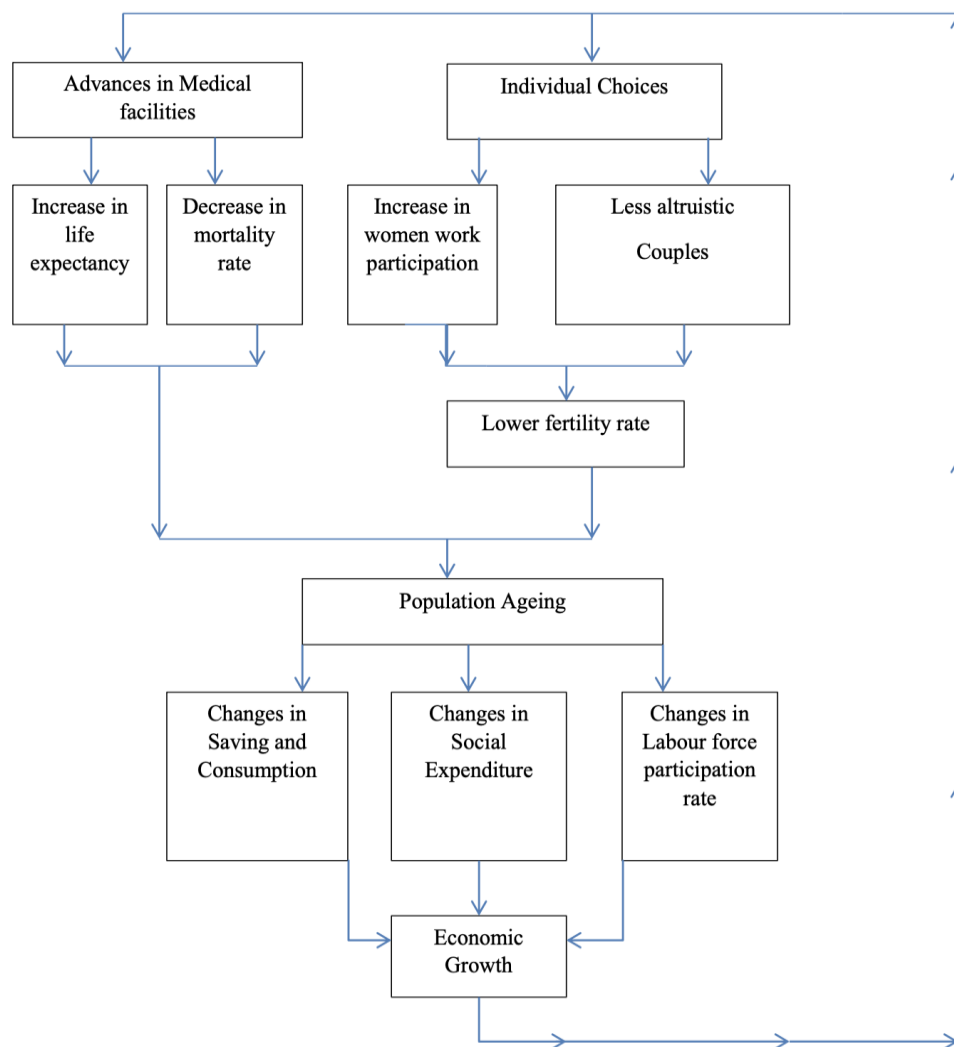 Advances in Medical
facilities
Individual Choices
Increase in
life
expectancy
Decrease in
mortality
rate
Increase in
women work
participation
Less altruistic
Couples
Lower fertility rate
Population Ageing
Changes in
Saving and
Consumption
Changes in
Social
Expenditure
Changes in
Labour force
participation
rate
Economic
Growth